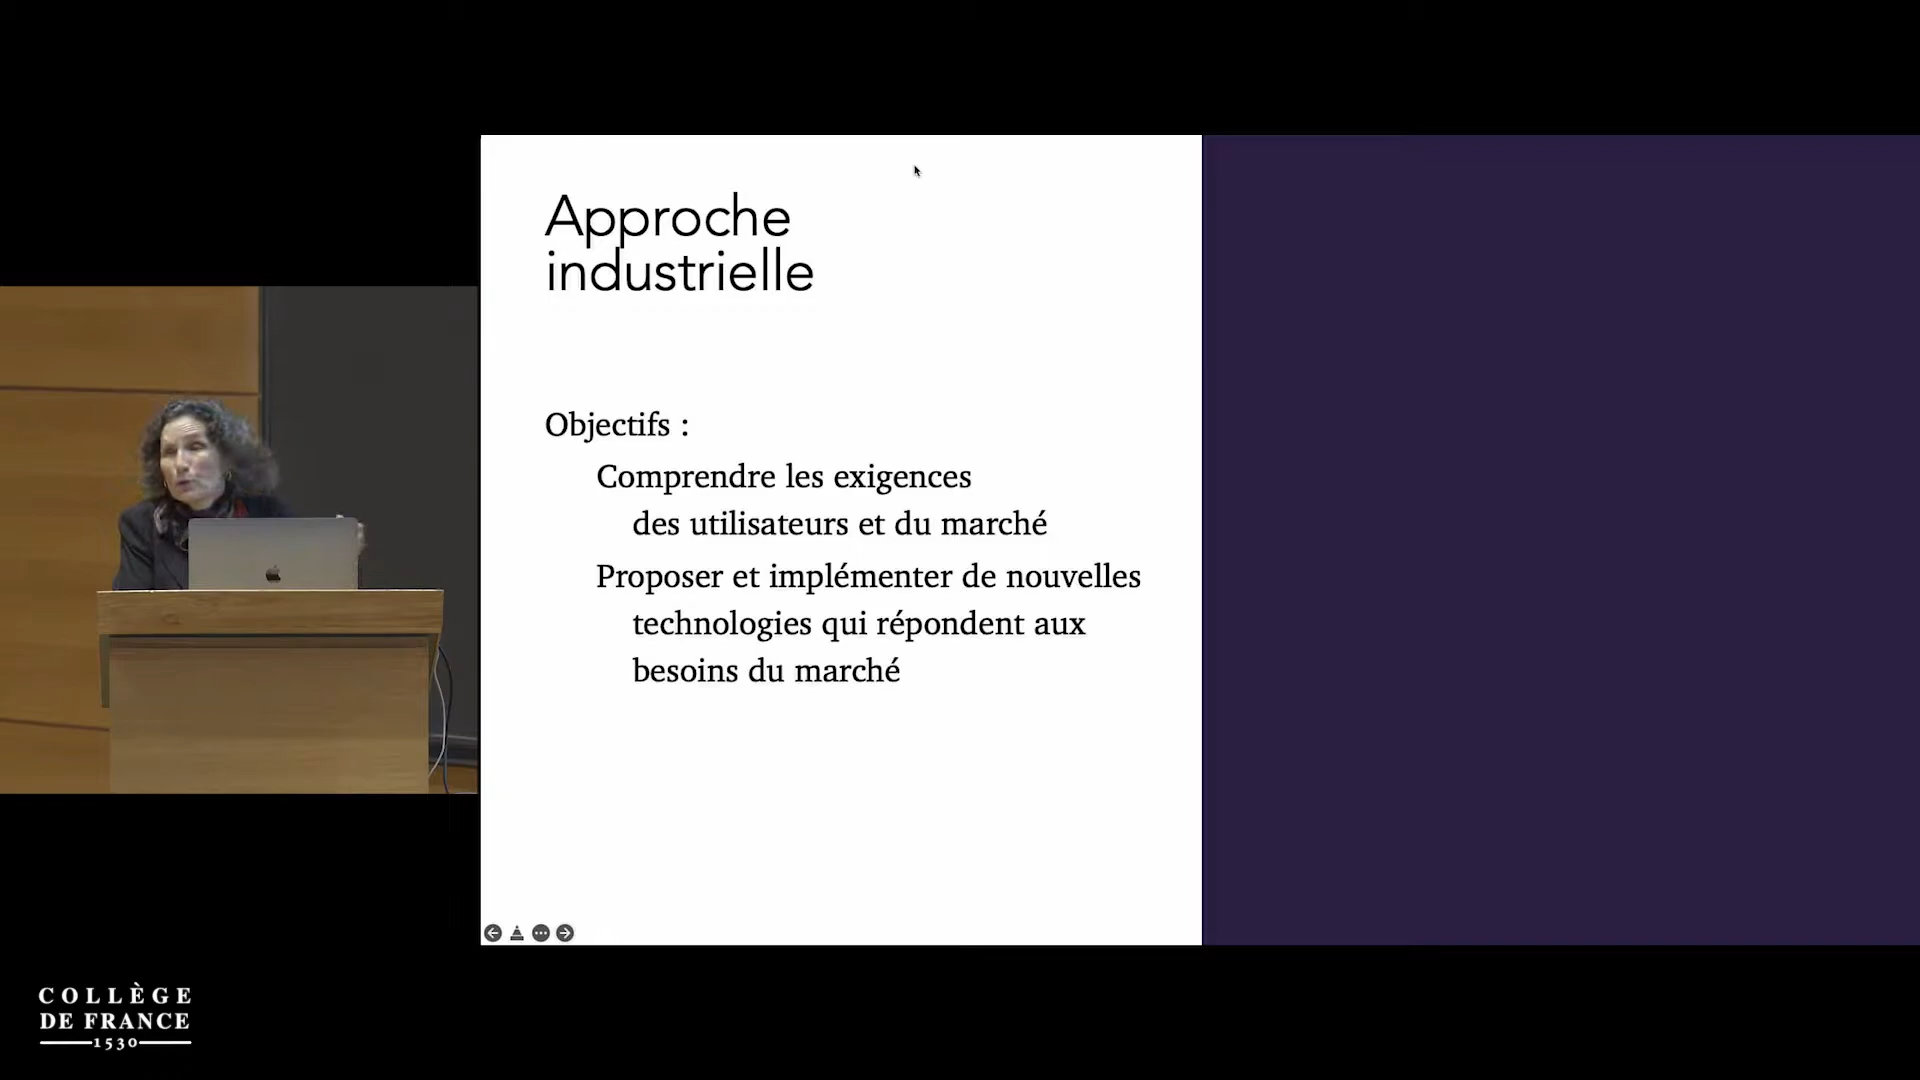 Approche
industrielle
Objectifs :
Comprendre les exigences
des utilisateurs et du marché
Proposer et implémenter de nouvelles
technologies qui répondent aux
besoins du marché
COLLÈGE
DE FRANCE
1530